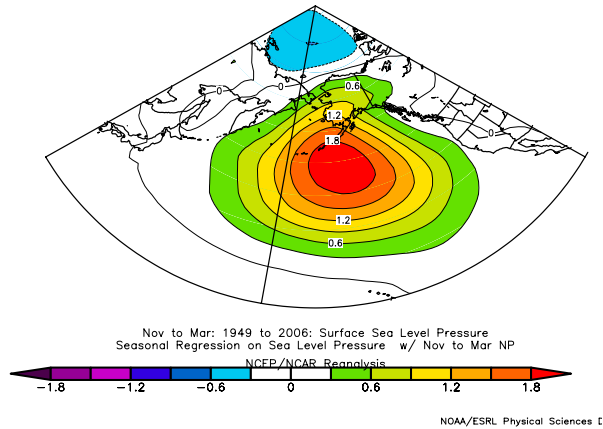 0.6
0
0
1.2
0
1.8
1.2
0.6
Nov to Mar: 1949 to 2006: Surface Sea Level Pressure
Seasonal Regression on Sea Level Pressure w/ Nov to Mar NP
NCEP/NCAR Reanalysis
−1.8 −1.2 −0.6 0 0.6 1.2 1.8
NOAA/ESRL Physical Sciences D